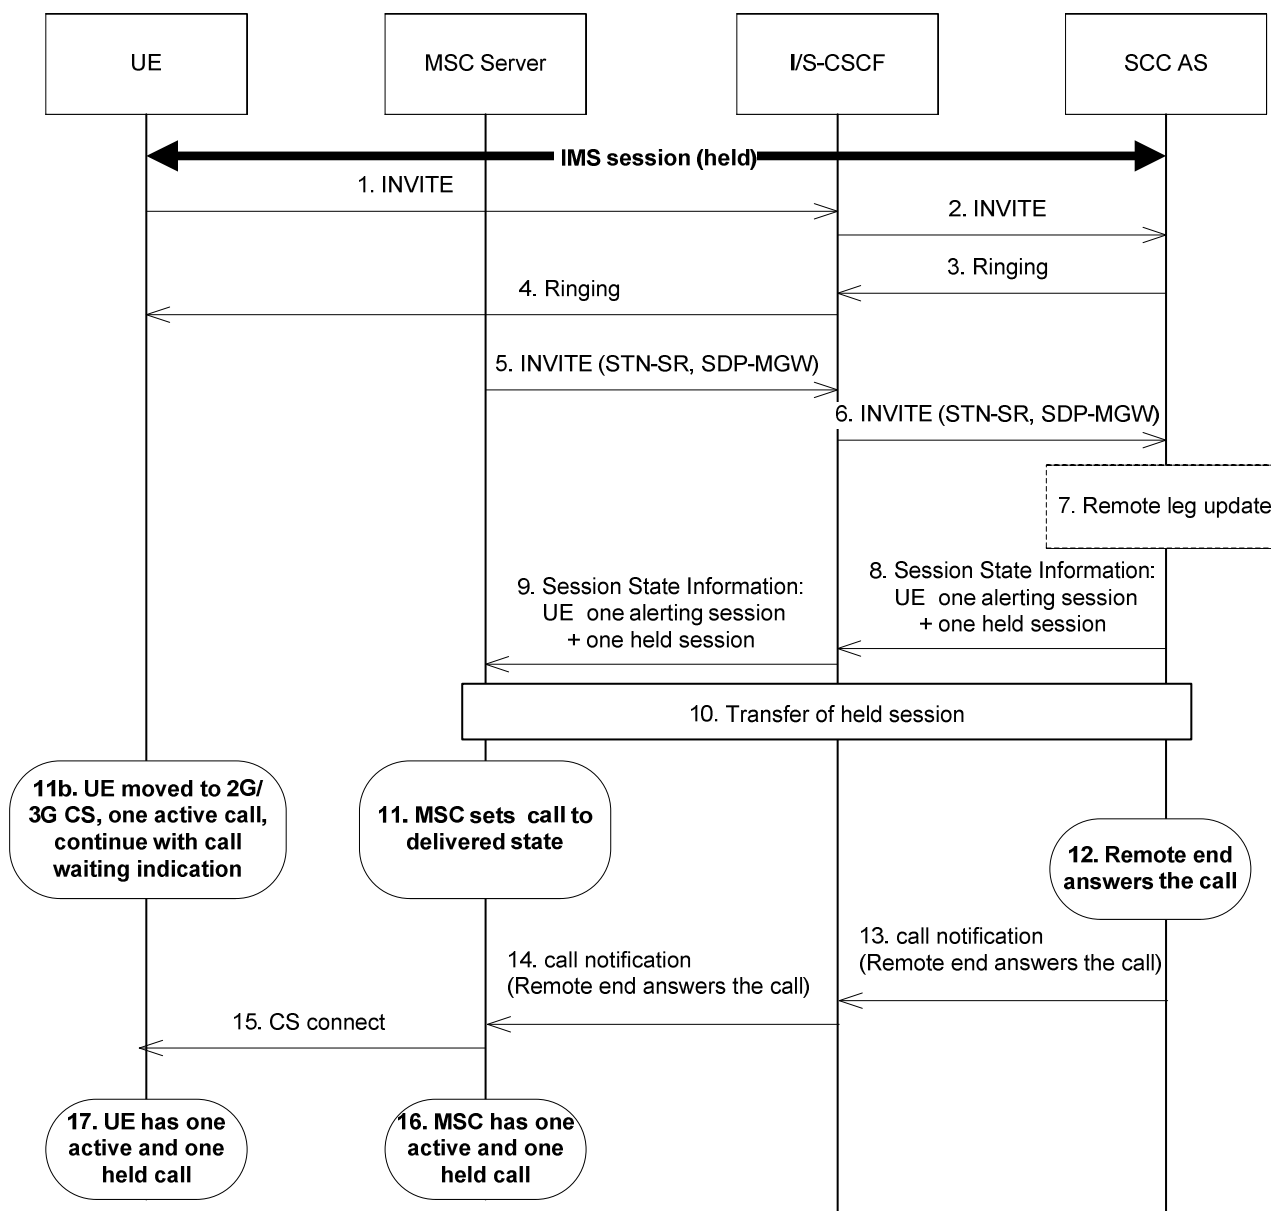 UE
MSC Server
I/S-CSCF
SCC AS
IMS session (held)
1. INVITE
2. INVITE
3. Ringing
4. Ringing
5. INVITE (STN-SR, SDP-MGW)
6. INVITE (STN-SR, SDP-MGW)
7. Remote leg update
8. Session State Information:
UE one alerting session
+ one held session
9. Session State Information:
UE one alerting session
+ one held session
10. Transfer of held session
11b. UE moved to 2G/
3G CS, one active call,
continue with call
waiting indication
11. MSC sets call to
delivered state
12. Remote end
answers the call
13. call notification
(Remote end answers the call)
14. call notification
(Remote end answers the call)
15. CS connect
17. UE has one
active and one
held call
16. MSC has one
active and one
held call